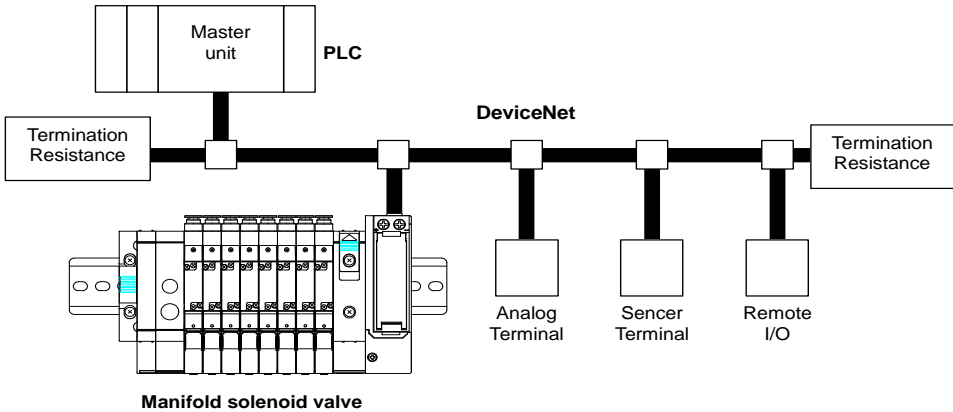 Master
unit
PLC
DeviceNet
Termination
Resistance
Termination
Resistance
Analog
Terminal
Sencer
Terminal
Remote
I/O
Manifold solenoid valve